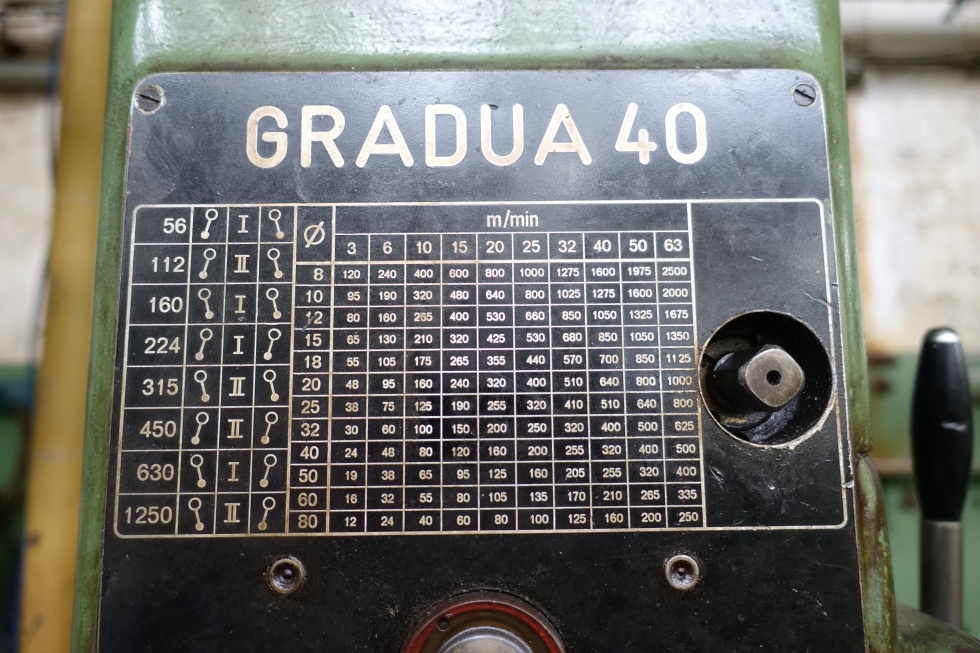 GRADUA 40
56 I
112 II
160 I
224 I
315 II
450 II
630 I
1250 II
Ø m/min
3 6 10 15 20 25 32 40 50 63
8 120 240 400 600 800 1000 1275 1600 1975 2500
10 95 190 320 480 640 800 1025 1275 1600 2000
12 80 160 265 400 530 660 850 1050 1325 1675
15 65 130 210 320 425 530 680 850 1050 1350
18 55 105 175 265 355 440 570 700 850 1125
20 48 95 160 240 320 400 510 640 800 1000
25 38 75 125 190 255 320 410 510 640 800
32 30 60 100 150 200 250 320 400 500 625
40 24 48 80 120 160 200 255 320 400 500
50 19 38 65 95 125 160 205 255 320 400
60 16 32 55 80 105 135 170 210 265 335
80 12 24 40 60 80 100 125 160 200 250